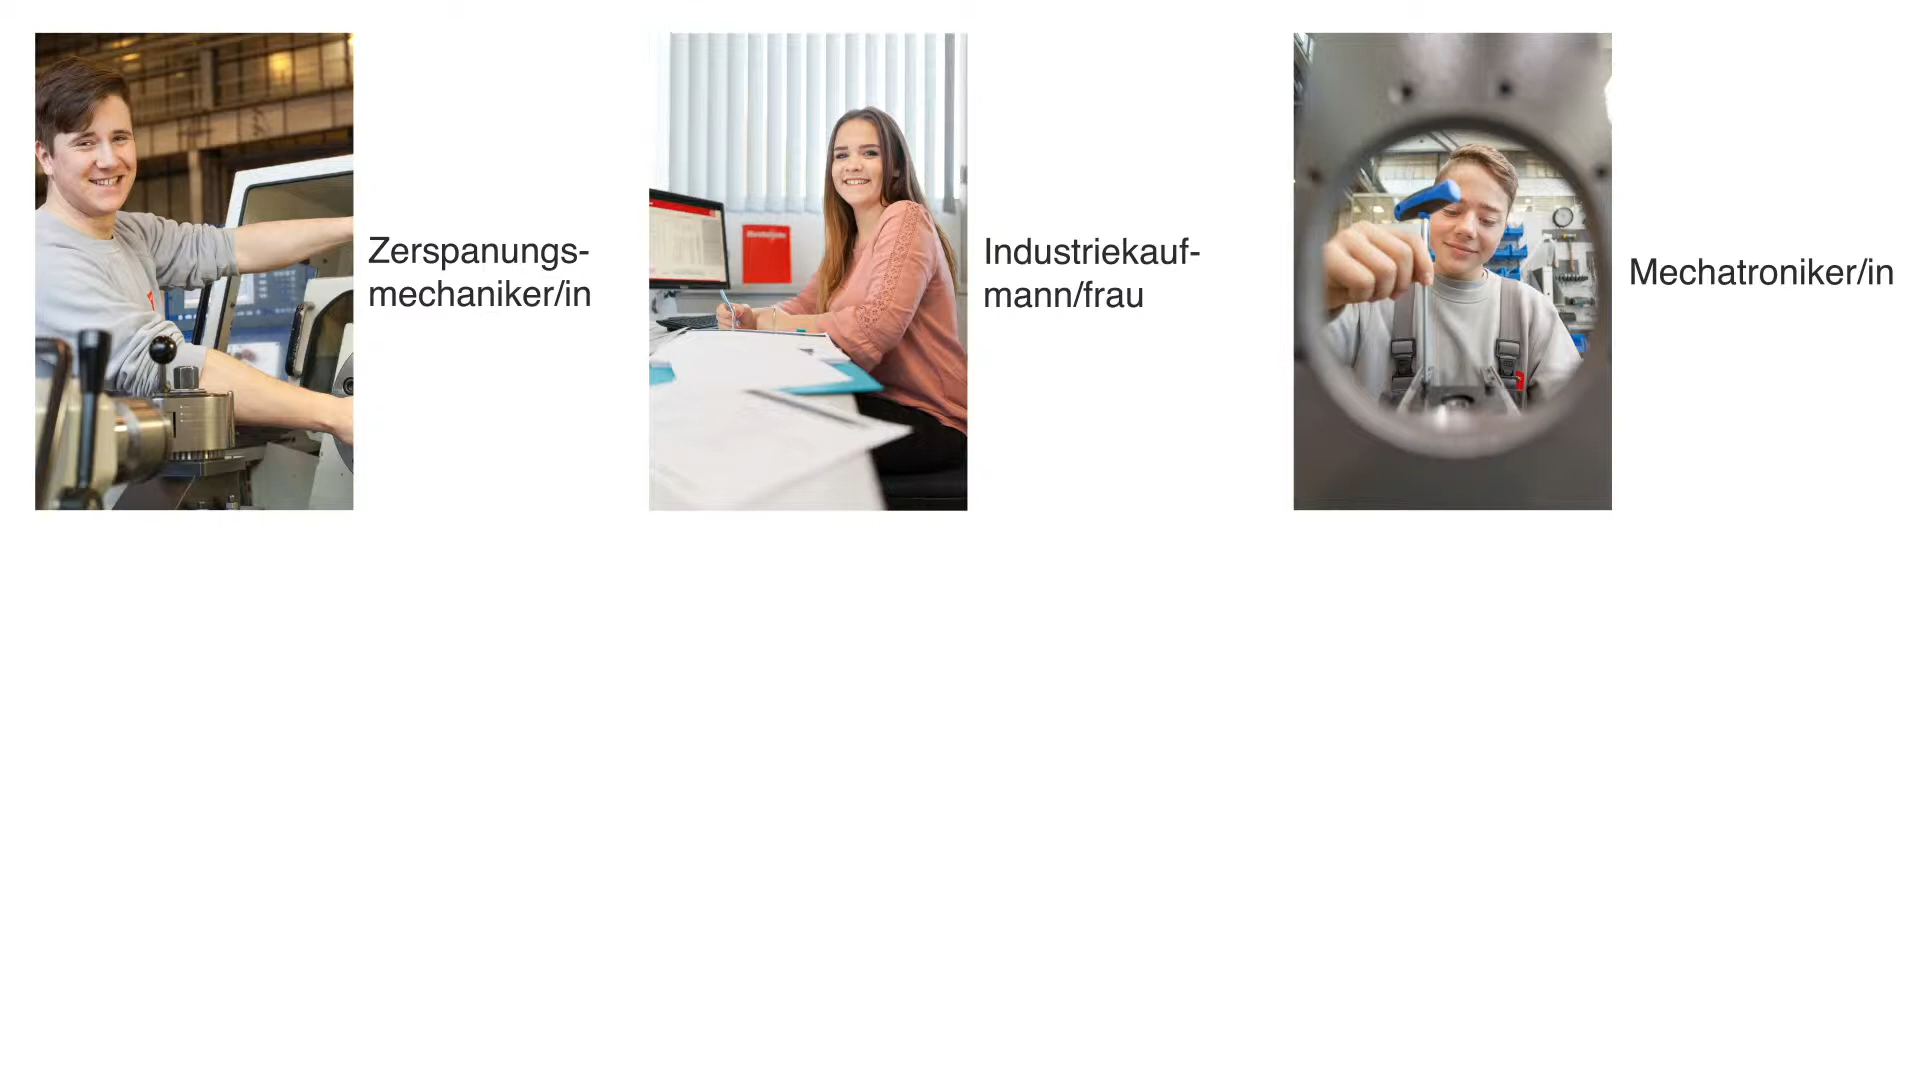 Zerspanungs-
mechaniker/in
Industriekauf-
mann/frau
Mechatroniker/in